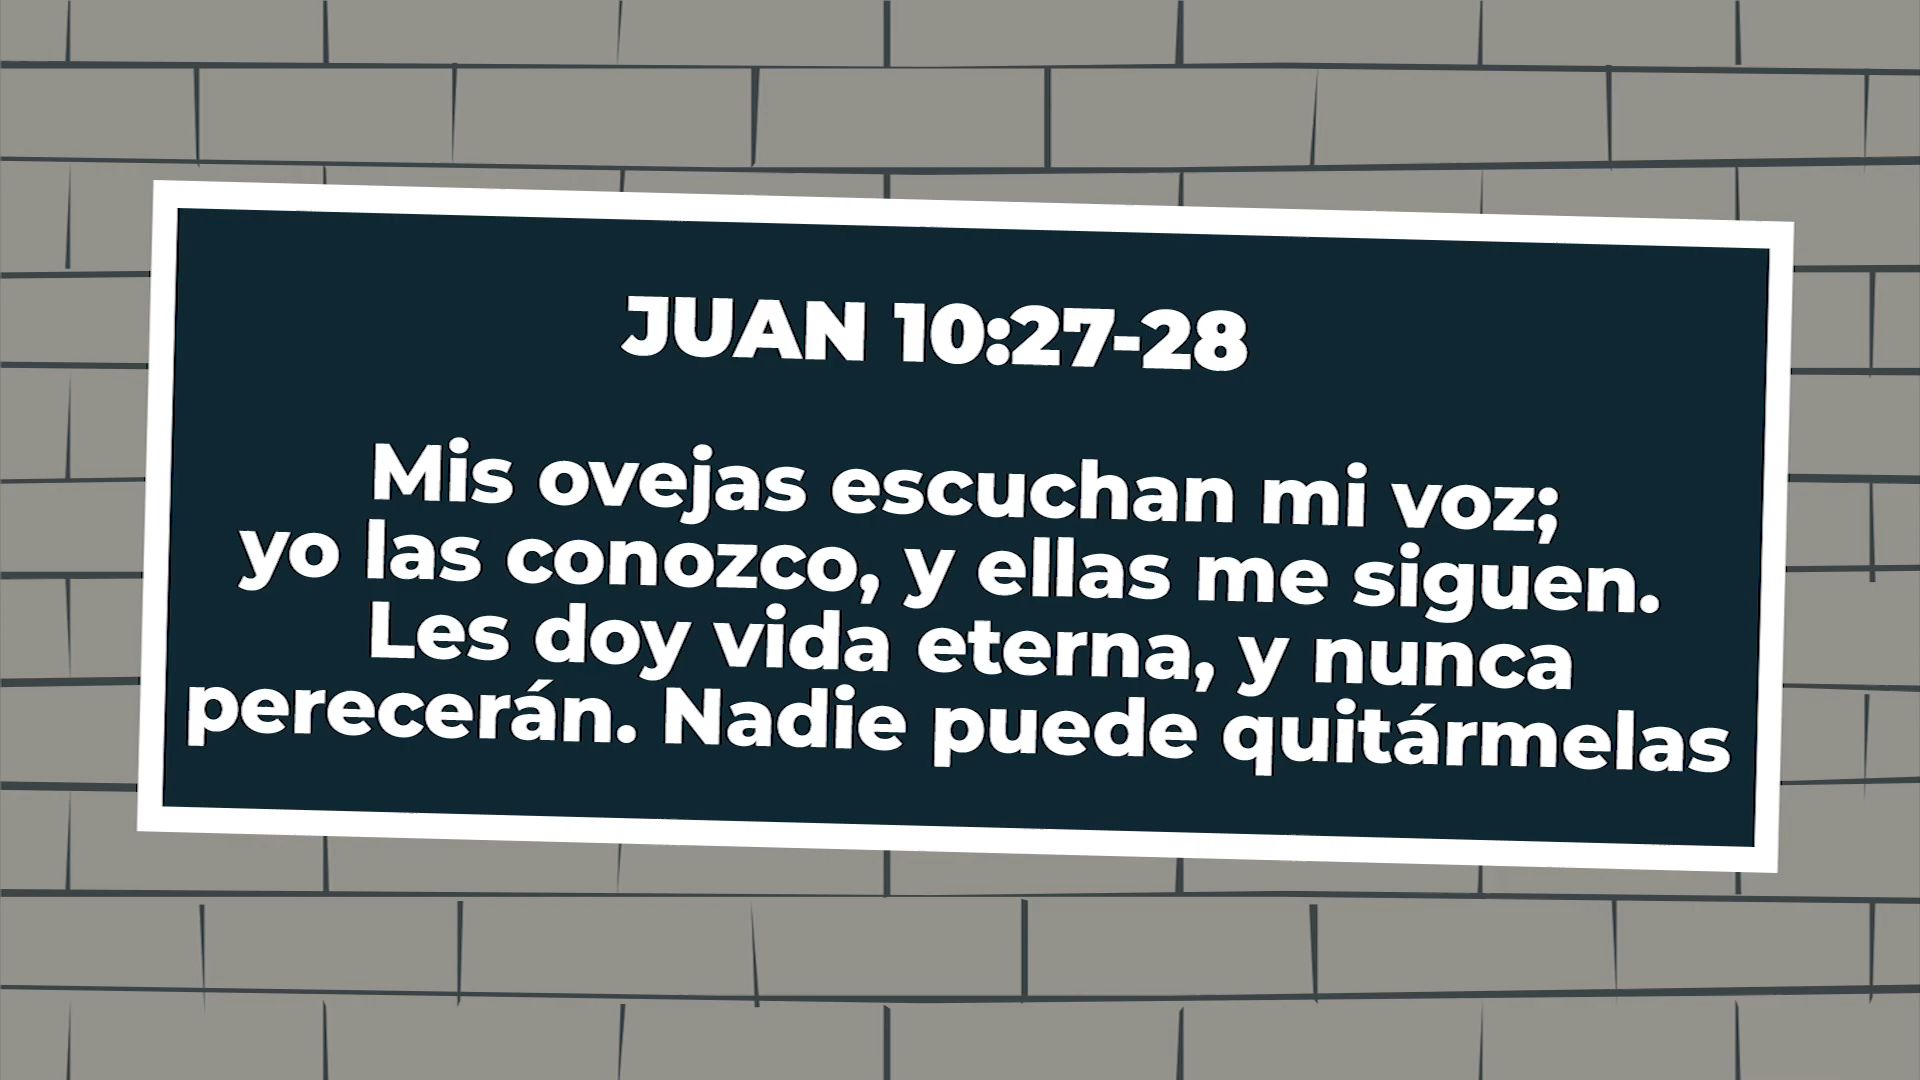 JUAN 10:27-28
Mis ovejas escuchan mi voz;
yo las conozco, y ellas me siguen.
Les doy vida eterna, y nunca
perecerán. Nadie puede quitármelas